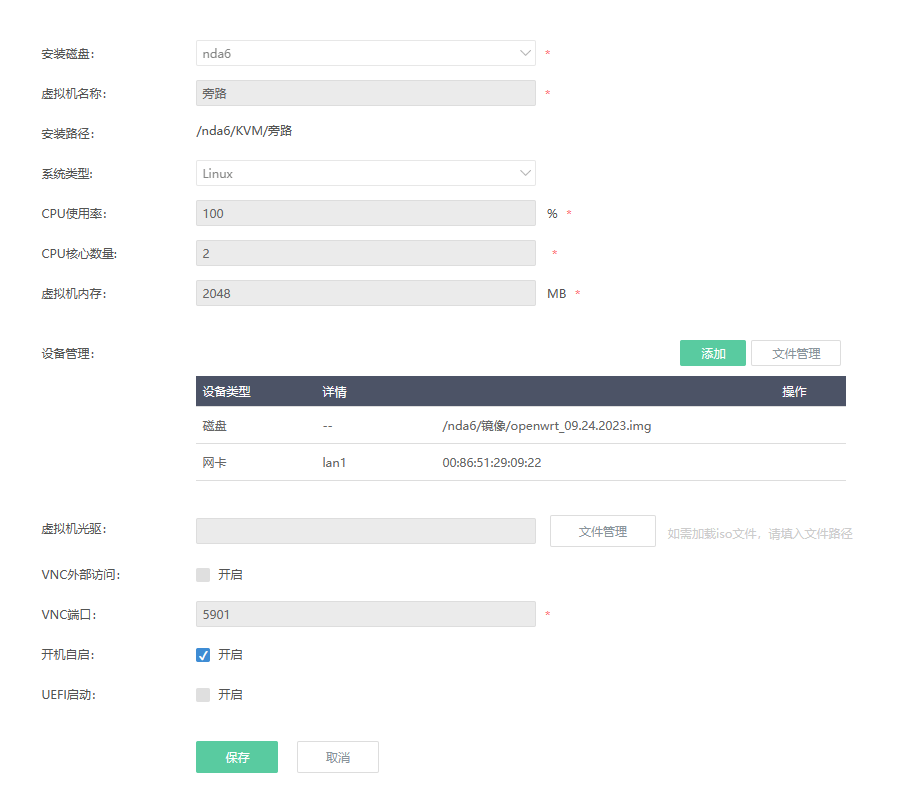 安装磁盘: nda6 *
虚拟机名称: 旁路 *
安装路径: /nda6/KVM/旁路
系统类型: Linux
CPU使用率: 100 % *
CPU核心数量: 2 *
虚拟机内存: 2048 MB *
设备管理: 添加 文件管理
设备类型 详情 操作
磁盘 -- /nda6/镜像/openwrt_09.24.2023.img
网卡 lan1 00:86:51:29:09:22
虚拟机光驱: 文件管理 如需加载iso文件，请填入文件路径
VNC外部访问: 开启
VNC端口: 5901 *
开机自启: 开启
UEFI启动: 开启
保存 取消